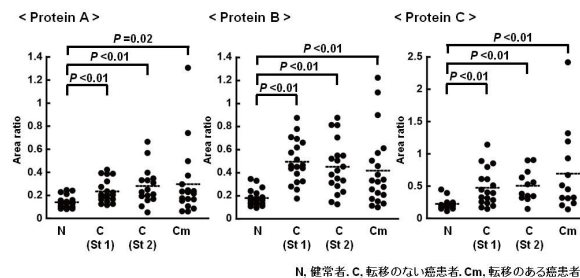 < Protein A >
P =0.02
P <0.01
P <0.01
Area ratio
1.4
1.2
1
0.8
0.6
0.4
0.2
0
N C C Cm
(St 1) (St 2)
< Protein B >
P <0.01
P <0.01
P <0.01
Area ratio
1.4
1.2
1
0.8
0.6
0.4
0.2
0
N C C Cm
(St 1) (St 2)
< Protein C >
P <0.01
P <0.01
P <0.01
Area ratio
2.5
2
1.5
1
0.5
0
N C C Cm
(St 1) (St 2)
N, 健常者. C, 転移のない癌患者. Cm, 転移のある癌患者